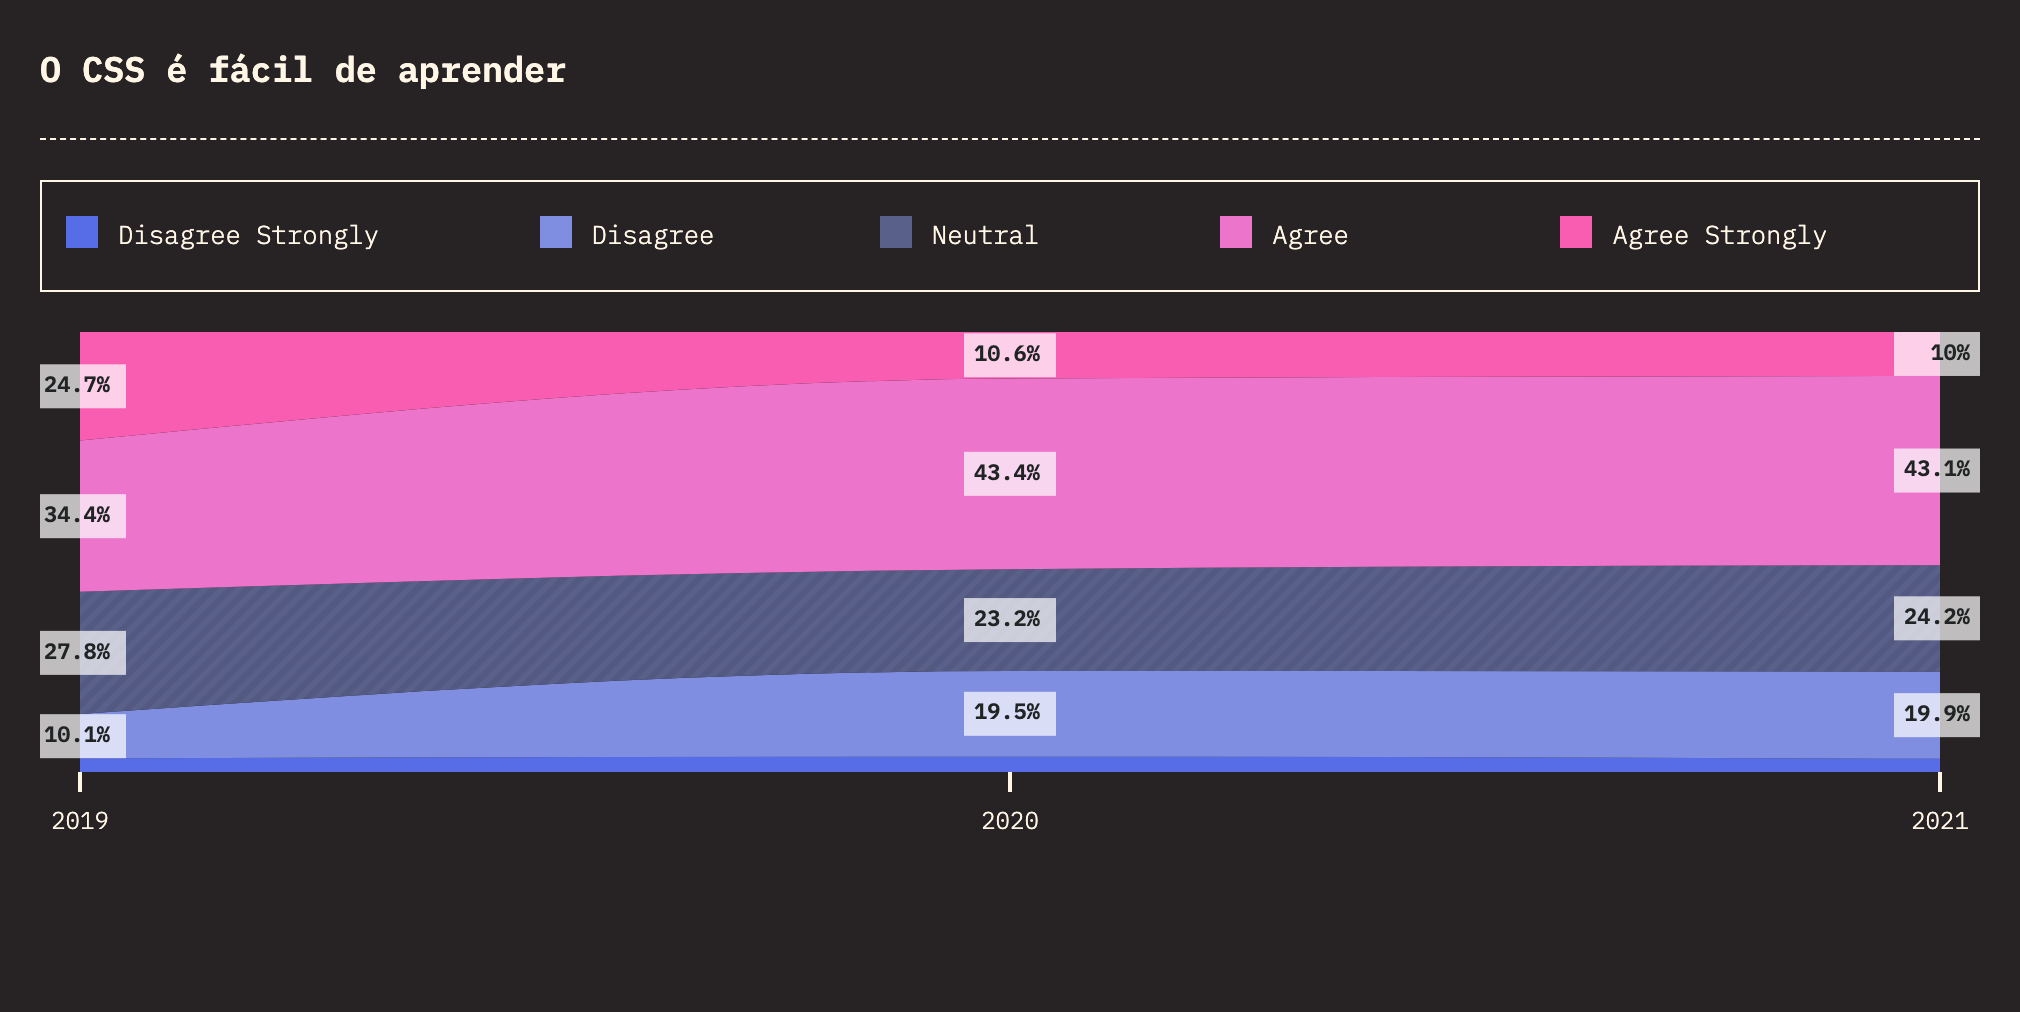 O CSS é fácil de aprender
Disagree Strongly
Disagree
Neutral
Agree
Agree Strongly
24.7%
10.6%
10%
34.4%
43.4%
43.1%
27.8%
23.2%
24.2%
10.1%
19.5%
19.9%
2019
2020
2021